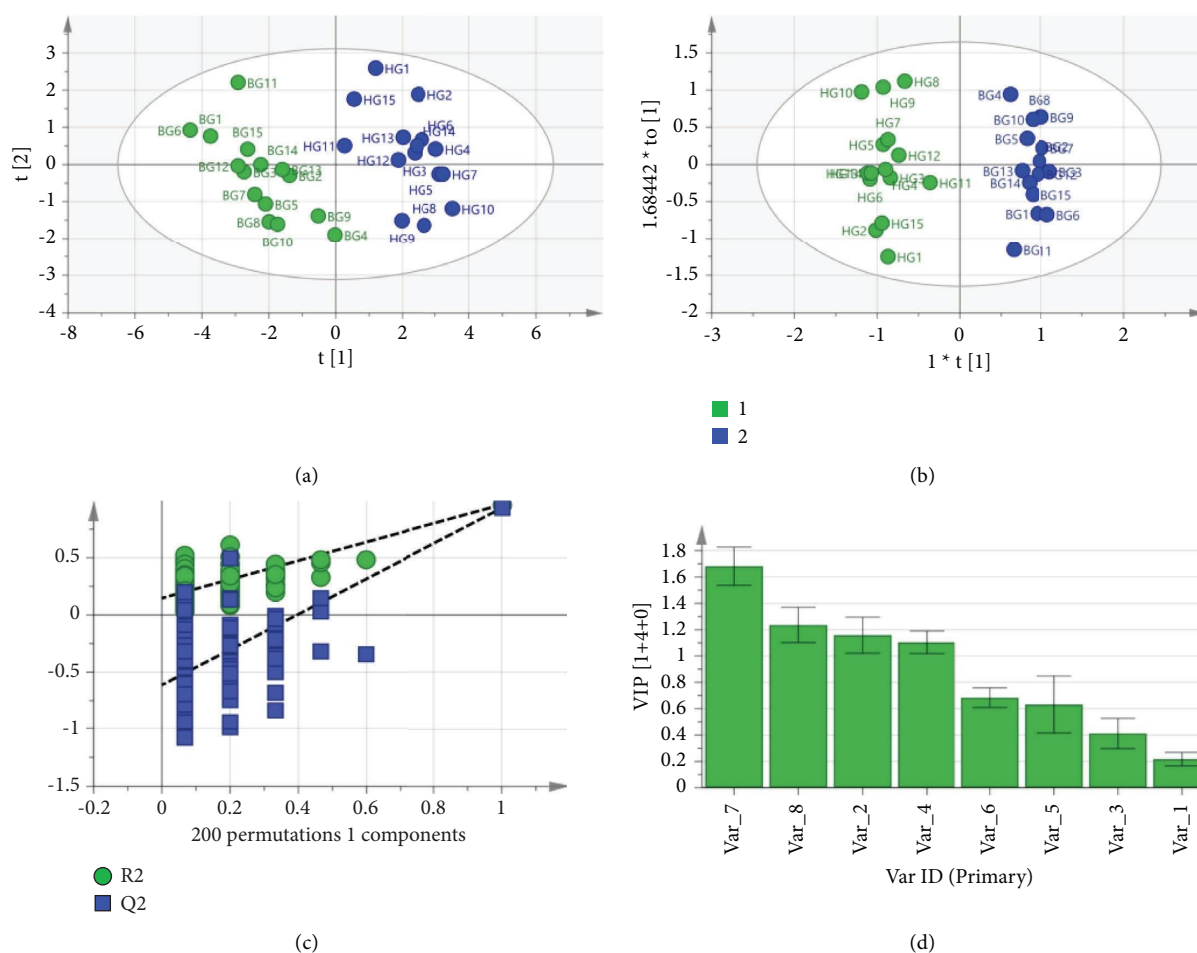 3
2
1
0
-1
-2
-3
-4
t [2]
-8
-6
-4
-2
0
2
4
6
t [1]
HG1
BG11
HG15
HG2
BG1
BG6
HG6
HG14
HG13
BG15
HG11
HG4
BG14
HG12
BG12
BG13
HG3
BG3
BG2
HG7
HG5
BG7
BG5
HG8
HG10
BG9
BG8
BG10
BG4
HG9
(a)
1.5
1
0.5
0
-0.5
-1
-1.5
-2
1.68442 * to [1]
-3
-2
-1
0
1
2
1 * t [1]
HG8
HG10
HG9
BG4
BG8
BG9
BG10
HG7
HG5
BG5
BG2
HG12
BG13
HG3
HG4
HG11
BG14
HG6
BG15
HG15
HG2
BG1
BG6
HG1
BG11
1
2
(b)
0.5
0
-0.5
-1
-1.5
-0.2
0
0.2
0.4
0.6
0.8
1
200 permutations 1 components
R2
Q2
(c)
1.8
1.6
1.4
1.2
1
0.8
0.6
0.4
0.2
0
VIP [1+4+0]
Var_7
Var_8
Var_2
Var_4
Var_6
Var_5
Var_3
Var_1
Var ID (Primary)
(d)